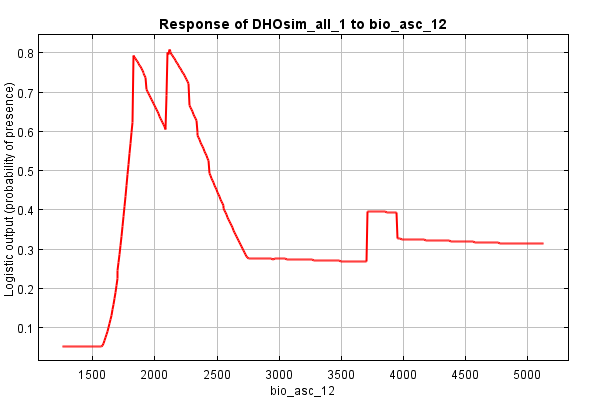 Response of DHOsim_all_1 to bio_asc_12
Logistic output (probability of presence)
0.8
0.7
0.6
0.5
0.4
0.3
0.2
0.1
1500 2000 2500 3000 3500 4000 4500 5000
bio_asc_12